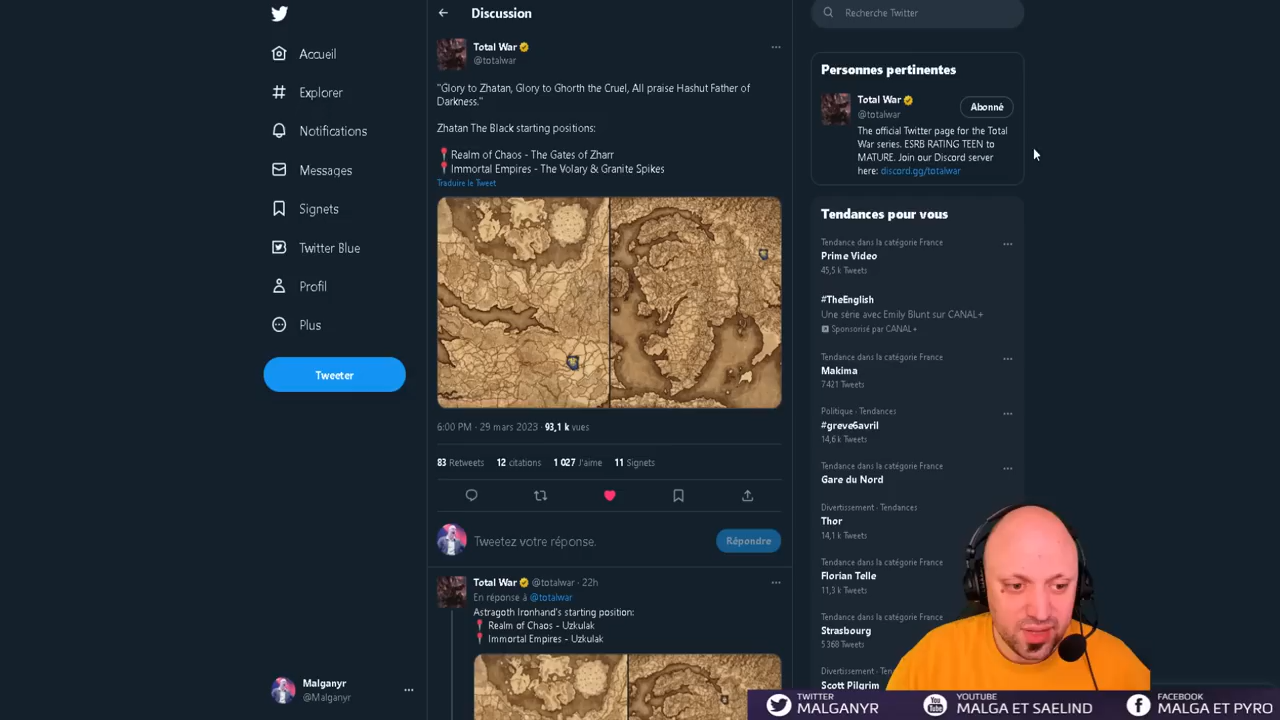 Discussion
Recherche Twitter
Accueil
Explorer
Notifications
Messages
Signets
Twitter Blue
Profil
Plus
Tweeter
Malganyr
@Malganyr
Total War
@totalwar
"Glory to Zhatan, Glory to Ghorth the Cruel, All praise Hashut Father of
Darkness."
Zhatan The Black starting positions:
Realm of Chaos - The Gates of Zharr
Immortal Empires - The Volary & Granite Spikes
Traduire le Tweet
6:00 PM · 29 mars 2023 · 93,1 k vues
83 Retweets 12 citations 1 027 J'aime 11 Signets
Tweetez votre réponse.
Répondre
Total War @totalwar · 22h
En réponse à @totalwar
Astragoth Ironhand's starting position:
Realm of Chaos - Uzkulak
Immortal Empires - Uzkulak
Personnes pertinentes
Total War
@totalwar
Abonné
The official Twitter page for the Total
War series. ESRB RATING TEEN to
MATURE. Join our Discord server
here: discord.gg/totalwar
Tendances pour vous
Tendance dans la catégorie France
Prime Video
45,5 k Tweets
#TheEnglish
Une série avec Emily Blunt sur CANAL+
Sponsorisé par CANAL+
Tendance dans la catégorie France
Makima
7 421 Tweets
Politique · Tendances
#greve6avril
14,6 k Tweets
Tendance dans la catégorie France
Gare du Nord
Divertissement · Tendances
Thor
14,1 k Tweets
Tendance dans la catégorie France
Florian Telle
11,3 k Tweets
Tendance dans la catégorie France
Strasbourg
5 368 Tweets
Divertissement · Ten
Scott Pilgrim
TWITTER
MALGANYR
YOUTUBE
MALGA ET SAELIND
FACEBOOK
MALGA ET PYRO